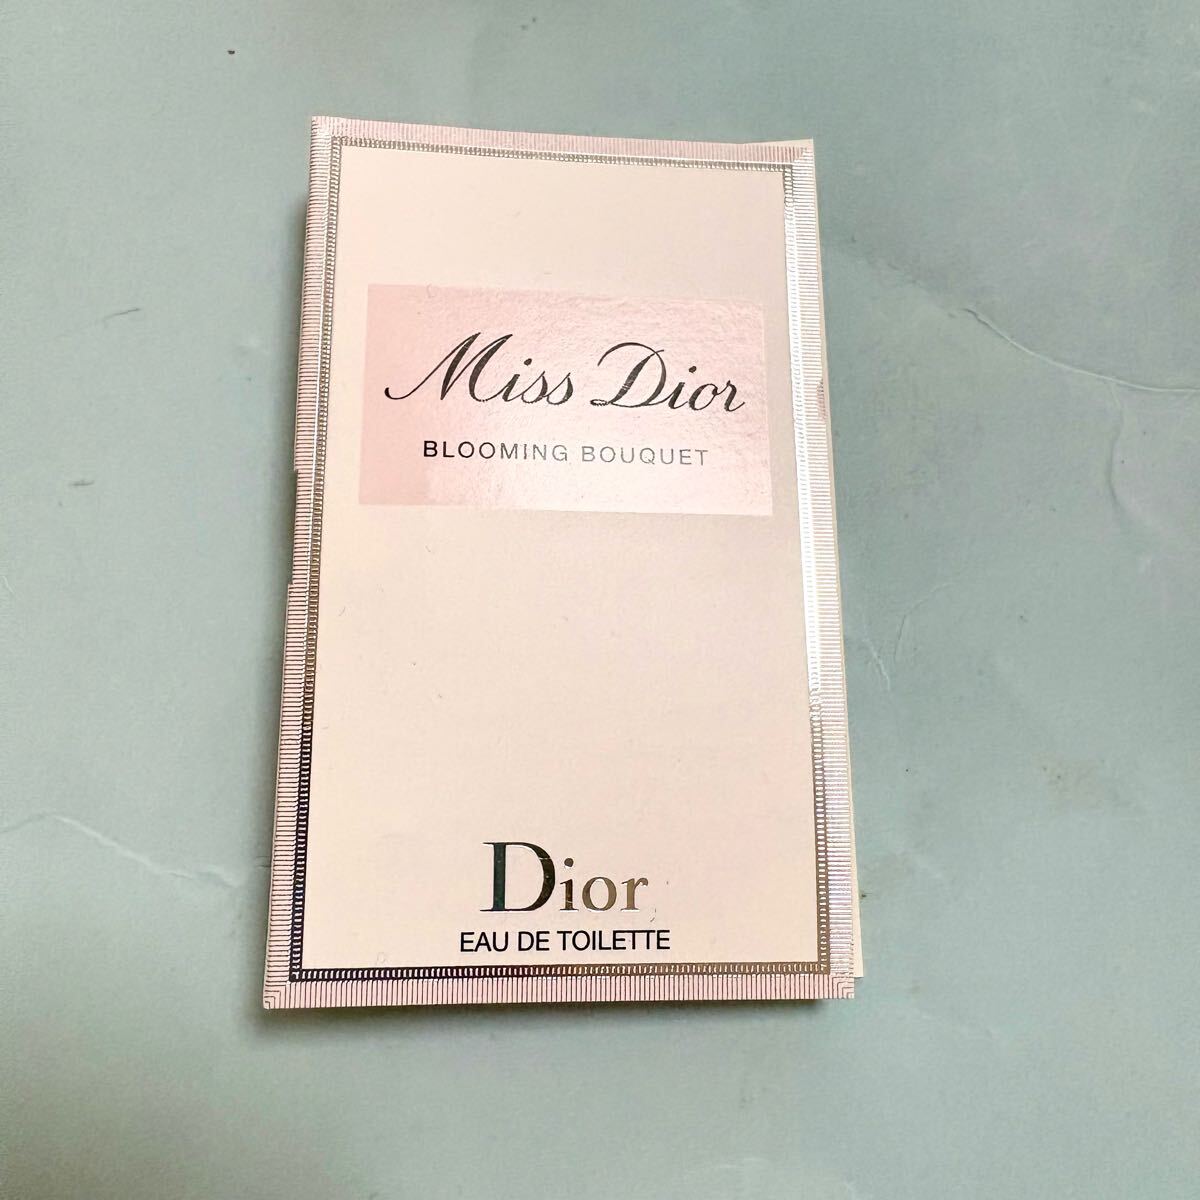 Miss Dior
BLOOMING BOUQUET
Dior
EAU DE TOILETTE